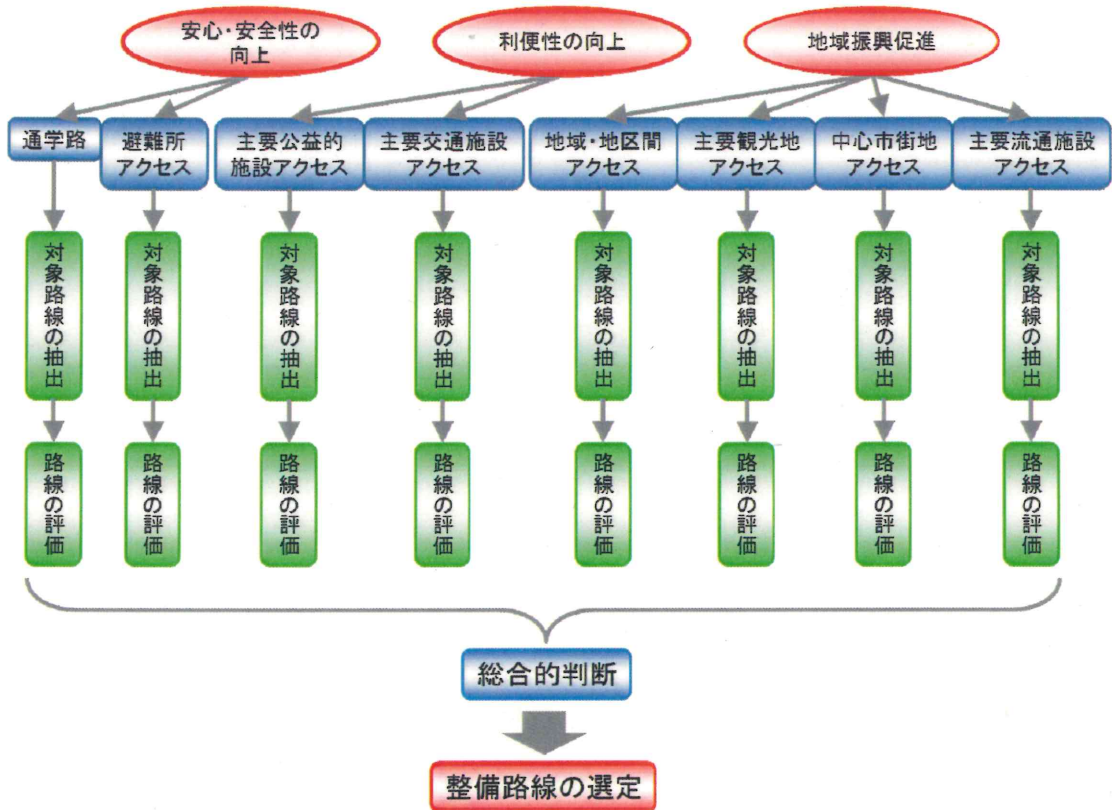 安心・安全性の
向上
利便性の向上
地域振興促進
通学路
避難所
アクセス
主要公益的
施設アクセス
主要交通施設
アクセス
地域・地区間
アクセス
主要観光地
アクセス
中心市街地
アクセス
主要流通施設
アクセス
対象路線の抽出
対象路線の抽出
対象路線の抽出
対象路線の抽出
対象路線の抽出
対象路線の抽出
対象路線の抽出
対象路線の抽出
路線の評価
路線の評価
路線の評価
路線の評価
路線の評価
路線の評価
路線の評価
路線の評価
総合的判断
整備路線の選定